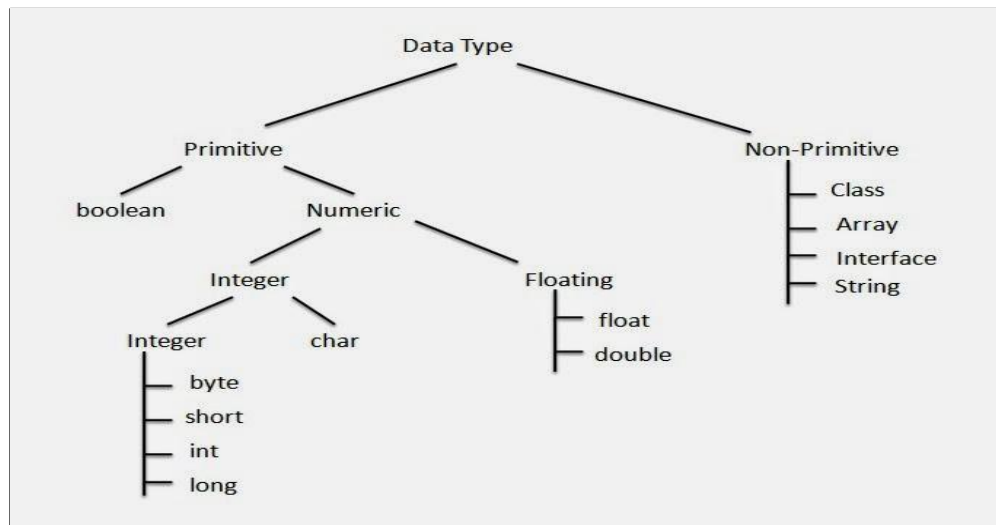 Data Type
Primitive
Non-Primitive
boolean
Numeric
Class
Array
Interface
String
Integer
Floating
float
double
Integer
char
byte
short
int
long